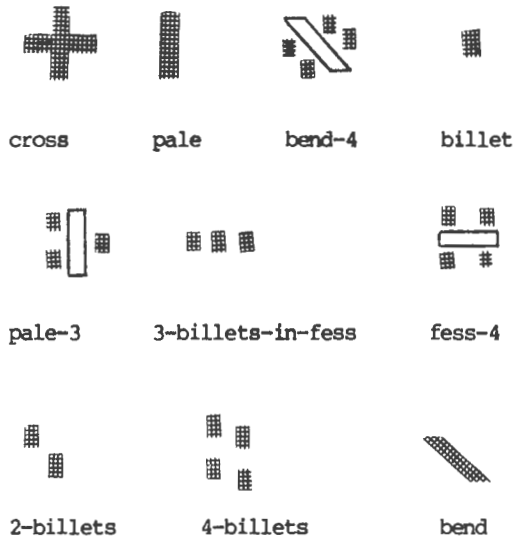 cross pale bend-4 billet
pale-3 3-billets-in-fess fess-4
2-billets 4-billets bend